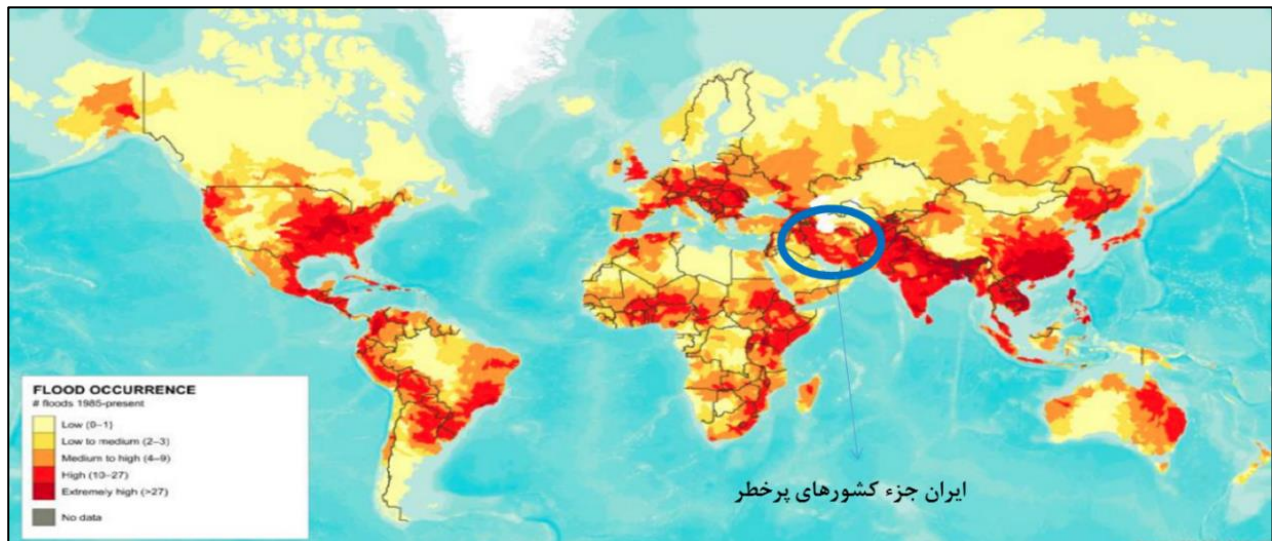 FLOOD OCCURRENCE
# floods 1985-present
Low (0–1)
Low to medium (2–3)
Medium to high (4–9)
High (10–27)
Extremely high (>27)
No data
ایران جزء کشورهای پرخطر